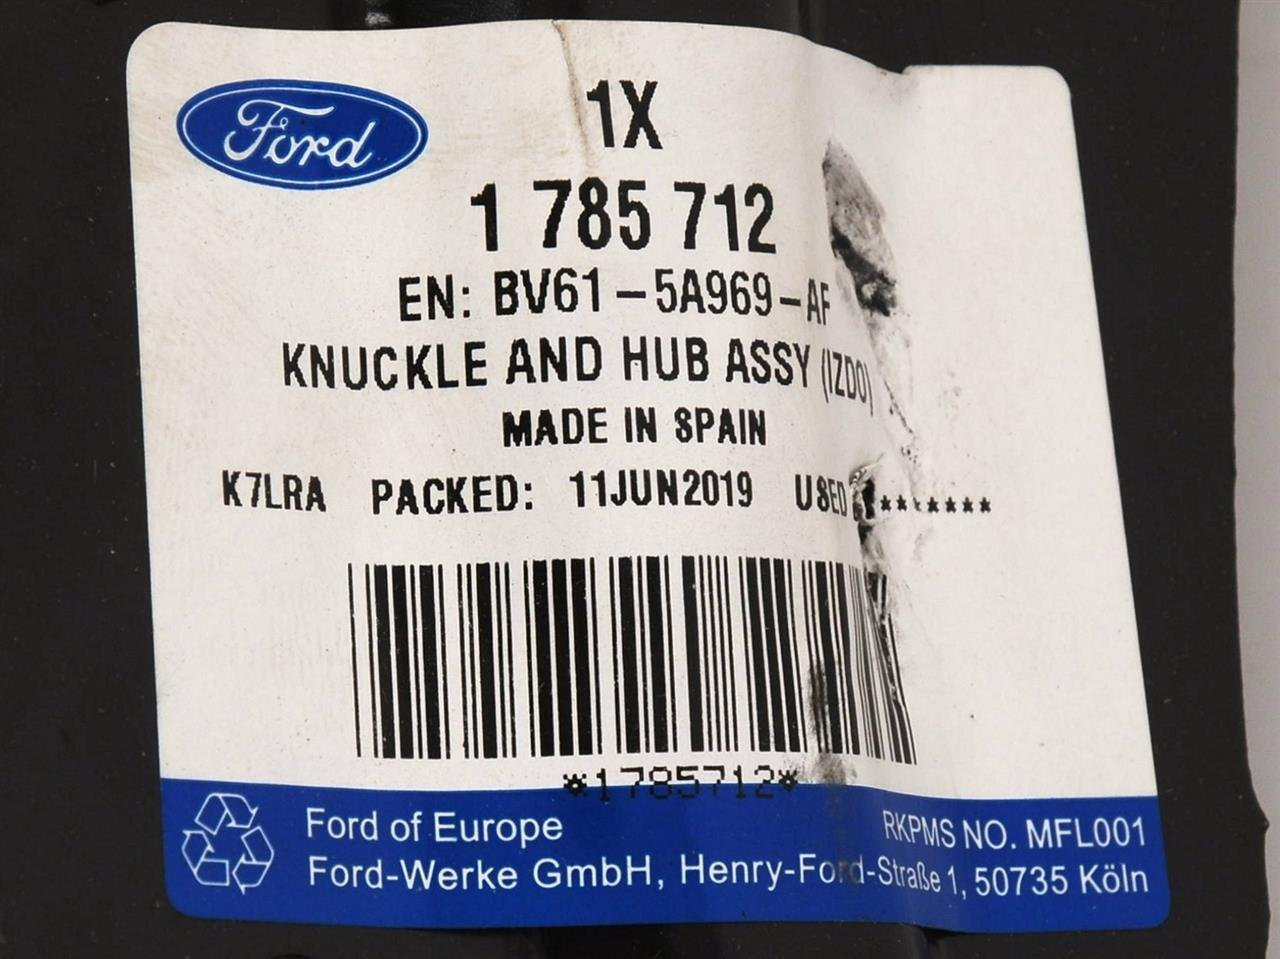 Ford
1X
1 785 712
EN: BV61-5A969-AF
KNUCKLE AND HUB ASSY (IZDO)
MADE IN SPAIN
K7LRA PACKED: 11JUN2019 USED *******
*1785712*
Ford of Europe
RKPMS NO. MFL001
Ford-Werke GmbH, Henry-Ford-Straße 1, 50735 Köln